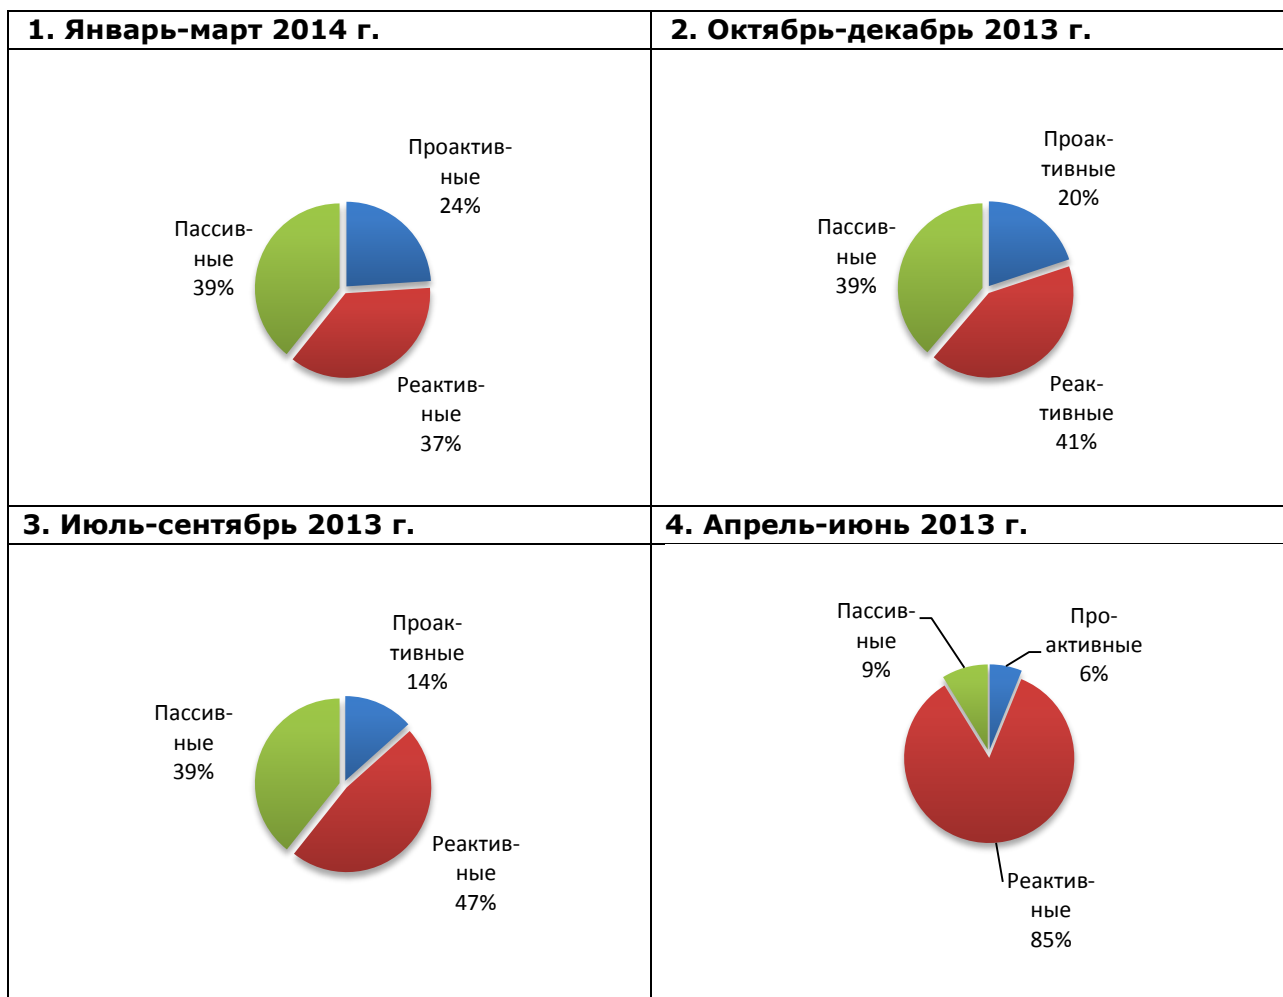 1. Январь-март 2014 г.
2. Октябрь-декабрь 2013 г.
Проактив-
ные
24%
Пассив-
ные
39%
Реактив-
ные
37%
Проак-
тивные
20%
Пассив-
ные
39%
Реак-
тивные
41%
3. Июль-сентябрь 2013 г.
4. Апрель-июнь 2013 г.
Проак-
тивные
14%
Пассив-
ные
39%
Реактив-
ные
47%
Пассив-
ные
9%
Про-
активные
6%
Реактив-
ные
85%